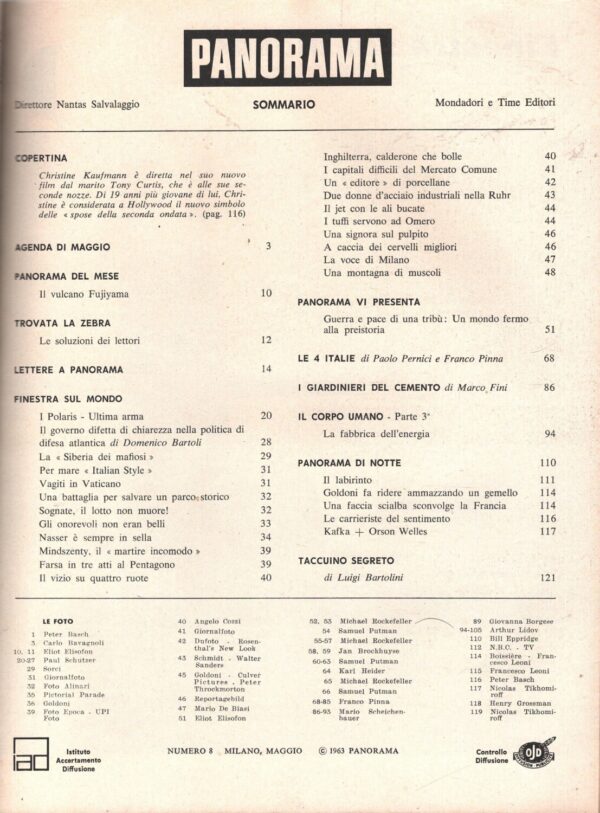 PANORAMA
Direttore Nantas Salvalaggio
SOMMARIO
Mondadori e Time Editori
COPERTINA
Christine Kaufmann è diretta nel suo nuovo
film dal marito Tony Curtis, che è alle sue se-
conde nozze. Di 19 anni più giovane di lui, Chri-
stine è considerata a Hollywood il nuovo simbolo
delle « spose della seconda ondata ». (pag. 116)
AGENDA DI MAGGIO 3
PANORAMA DEL MESE
Il vulcano Fujiyama 10
TROVATA LA ZEBRA
Le soluzioni dei lettori 12
LETTERE A PANORAMA 14
FINESTRA SUL MONDO
I Polaris - Ultima arma 20
Il governo difetta di chiarezza nella politica di
difesa atlantica di Domenico Bartoli 28
La « Siberia dei mafiosi » 29
Per mare « Italian Style » 31
Vagiti in Vaticano 31
Una battaglia per salvare un parco storico 32
Sognate, il lotto non muore! 32
Gli onorevoli non eran belli 33
Nasser è sempre in sella 34
Mindszenty, il « martire incomodo » 39
Farsa in tre atti al Pentagono 39
Il vizio su quattro ruote 40
Inghilterra, calderone che bolle 40
I capitali difficili del Mercato Comune 41
Un « editore » di porcellane 42
Due donne d'acciaio industriali nella Ruhr 43
Il jet con le ali bucate 44
I tuffi servono ad Omero 44
Una signora sul pulpito 46
A caccia dei cervelli migliori 46
La voce di Milano 47
Una montagna di muscoli 48
PANORAMA VI PRESENTA
Guerra e pace di una tribù: Un mondo fermo
alla preistoria 51
LE 4 ITALIE di Paolo Pernici e Franco Pinna 68
I GIARDINIERI DEL CEMENTO di Marco Fini 86
IL CORPO UMANO - Parte 3ª
La fabbrica dell'energia 94
PANORAMA DI NOTTE 110
Il labirinto 111
Goldoni fa ridere ammazzando un gemello 114
Una faccia scialba sconvolge la Francia 114
Le carrieriste del sentimento 116
Kafka + Orson Welles 117
TACCUINO SEGRETO
di Luigi Bartolini 121
LE FOTO
1 Peter Basch
3 Carlo Bavagnoli
10, 11 Eliot Elisofon
20-27 Paul Schutzer
29 Sorci
31 Giornalfoto
32 Foto Alinari
35 Pictorial Parade
36 Goldoni
39 Foto Epoca - UPI
Foto
40 Angelo Cozzi
41 Giornalfoto
42 Dufoto - Rosen-
thal's New Look
43 Schmidt - Walter
Sanders
45 Goldoni - Culver
Pictures - Peter
Throckmorton
46 Reportagebild
47 Mario De Biasi
51 Eliot Elisofon
52, 53 Michael Rockefeller
54 Samuel Putman
55-57 Michael Rockefeller
58, 59 Jan Brockhuyse
60-63 Samuel Putman
64 Karl Heider
65 Michael Rockefeller
66 Samuel Putman
68-85 Franco Pinna
86-93 Mario Scheichen-
bauer
89 Giovanna Borgese
94-105 Arthur Lidov
110 Bill Eppridge
112 N.B.C. - TV
114 Boissière - Fran-
cesco Leoni
115 Francesco Leoni
116 Peter Basch
117 Nicolas Tikhomi-
roff
118 Henry Grossman
119 Nicolas Tikhomi-
roff
iad
Istituto
Accertamento
Diffusione
NUMERO 8 MILANO, MAGGIO © 1963 PANORAMA
Controllo
Diffusione
OJD